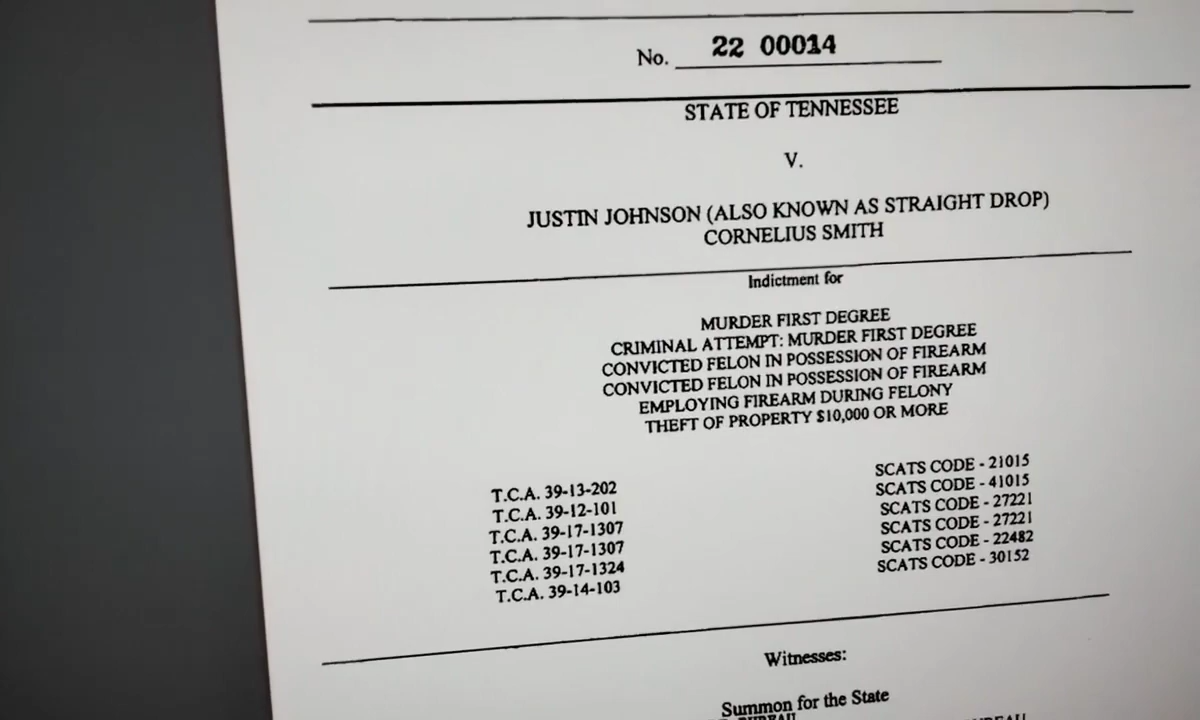 No. 22 00014
STATE OF TENNESSEE
V.
JUSTIN JOHNSON (ALSO KNOWN AS STRAIGHT DROP)
CORNELIUS SMITH
Indictment for
MURDER FIRST DEGREE
CRIMINAL ATTEMPT: MURDER FIRST DEGREE
CONVICTED FELON IN POSSESSION OF FIREARM
CONVICTED FELON IN POSSESSION OF FIREARM
EMPLOYING FIREARM DURING FELONY
THEFT OF PROPERTY $10,000 OR MORE
T.C.A. 39-13-202 SCATS CODE - 21015
T.C.A. 39-12-101 SCATS CODE - 41015
T.C.A. 39-17-1307 SCATS CODE - 27221
T.C.A. 39-17-1307 SCATS CODE - 27221
T.C.A. 39-17-1324 SCATS CODE - 22482
T.C.A. 39-14-103 SCATS CODE - 30152
Witnesses:
Summon for the State